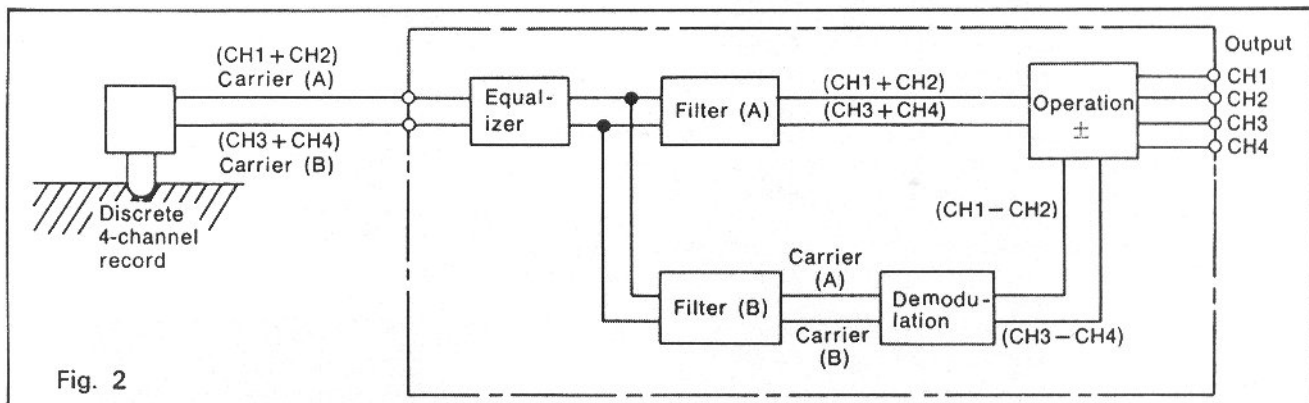 (CH1+CH2)
Carrier (A)
(CH3+CH4)
Carrier (B)
Discrete
4-channel
record
Equal-
izer
Filter (A)
(CH1+CH2)
(CH3+CH4)
Operation
±
Output
CH1
CH2
CH3
CH4
(CH1−CH2)
Filter (B)
Carrier
(A)
Carrier
(B)
Demodu-
lation
(CH3−CH4)
Fig. 2